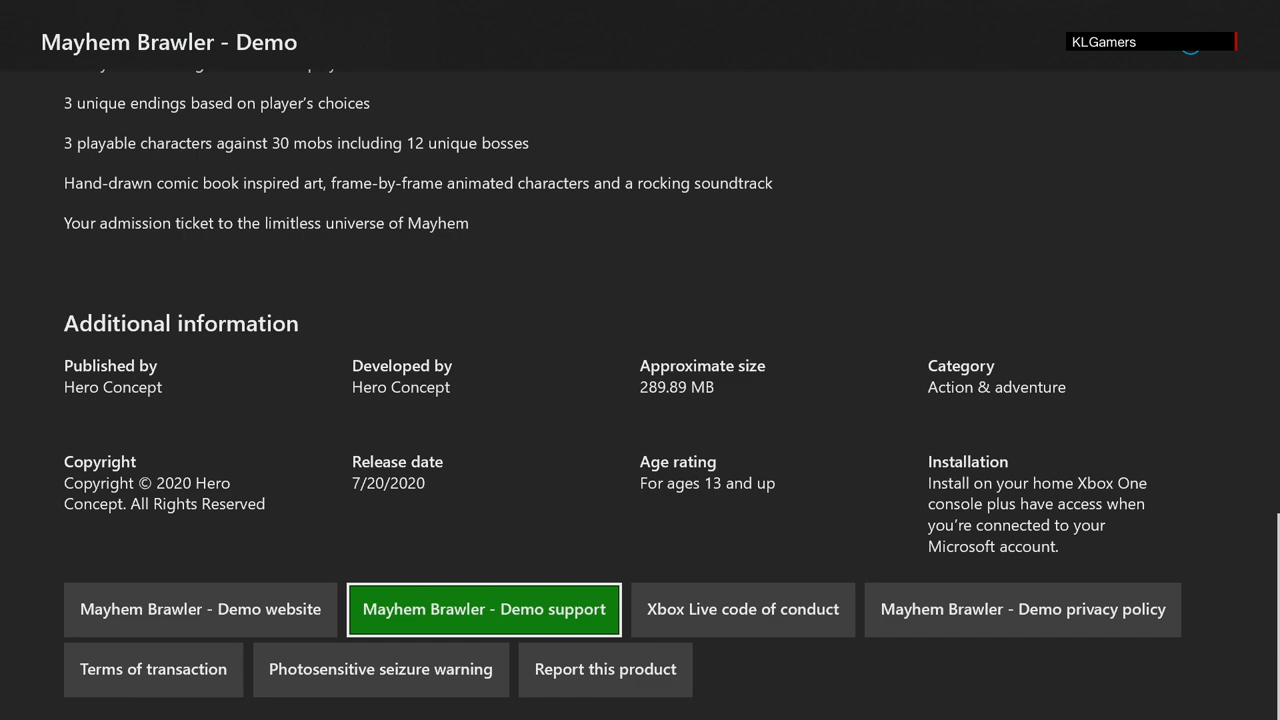 Mayhem Brawler - Demo
KLGamers
3 unique endings based on player’s choices
3 playable characters against 30 mobs including 12 unique bosses
Hand-drawn comic book inspired art, frame-by-frame animated characters and a rocking soundtrack
Your admission ticket to the limitless universe of Mayhem
Additional information
Published by
Hero Concept
Developed by
Hero Concept
Approximate size
289.89 MB
Category
Action & adventure
Copyright
Copyright © 2020 Hero
Concept. All Rights Reserved
Release date
7/20/2020
Age rating
For ages 13 and up
Installation
Install on your home Xbox One
console plus have access when
you’re connected to your
Microsoft account.
Mayhem Brawler - Demo website
Mayhem Brawler - Demo support
Xbox Live code of conduct
Mayhem Brawler - Demo privacy policy
Terms of transaction
Photosensitive seizure warning
Report this product